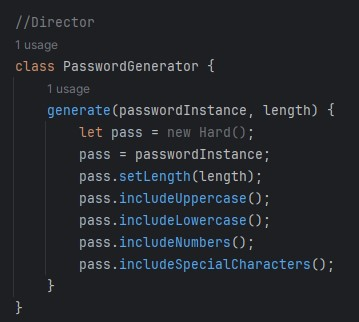 //Director
1 usage
class PasswordGenerator {
1 usage
generate(passwordInstance, length) {
let pass = new Hard();
pass = passwordInstance;
pass.setLength(length);
pass.includeUppercase();
pass.includeLowercase();
pass.includeNumbers();
pass.includeSpecialCharacters();
}
}